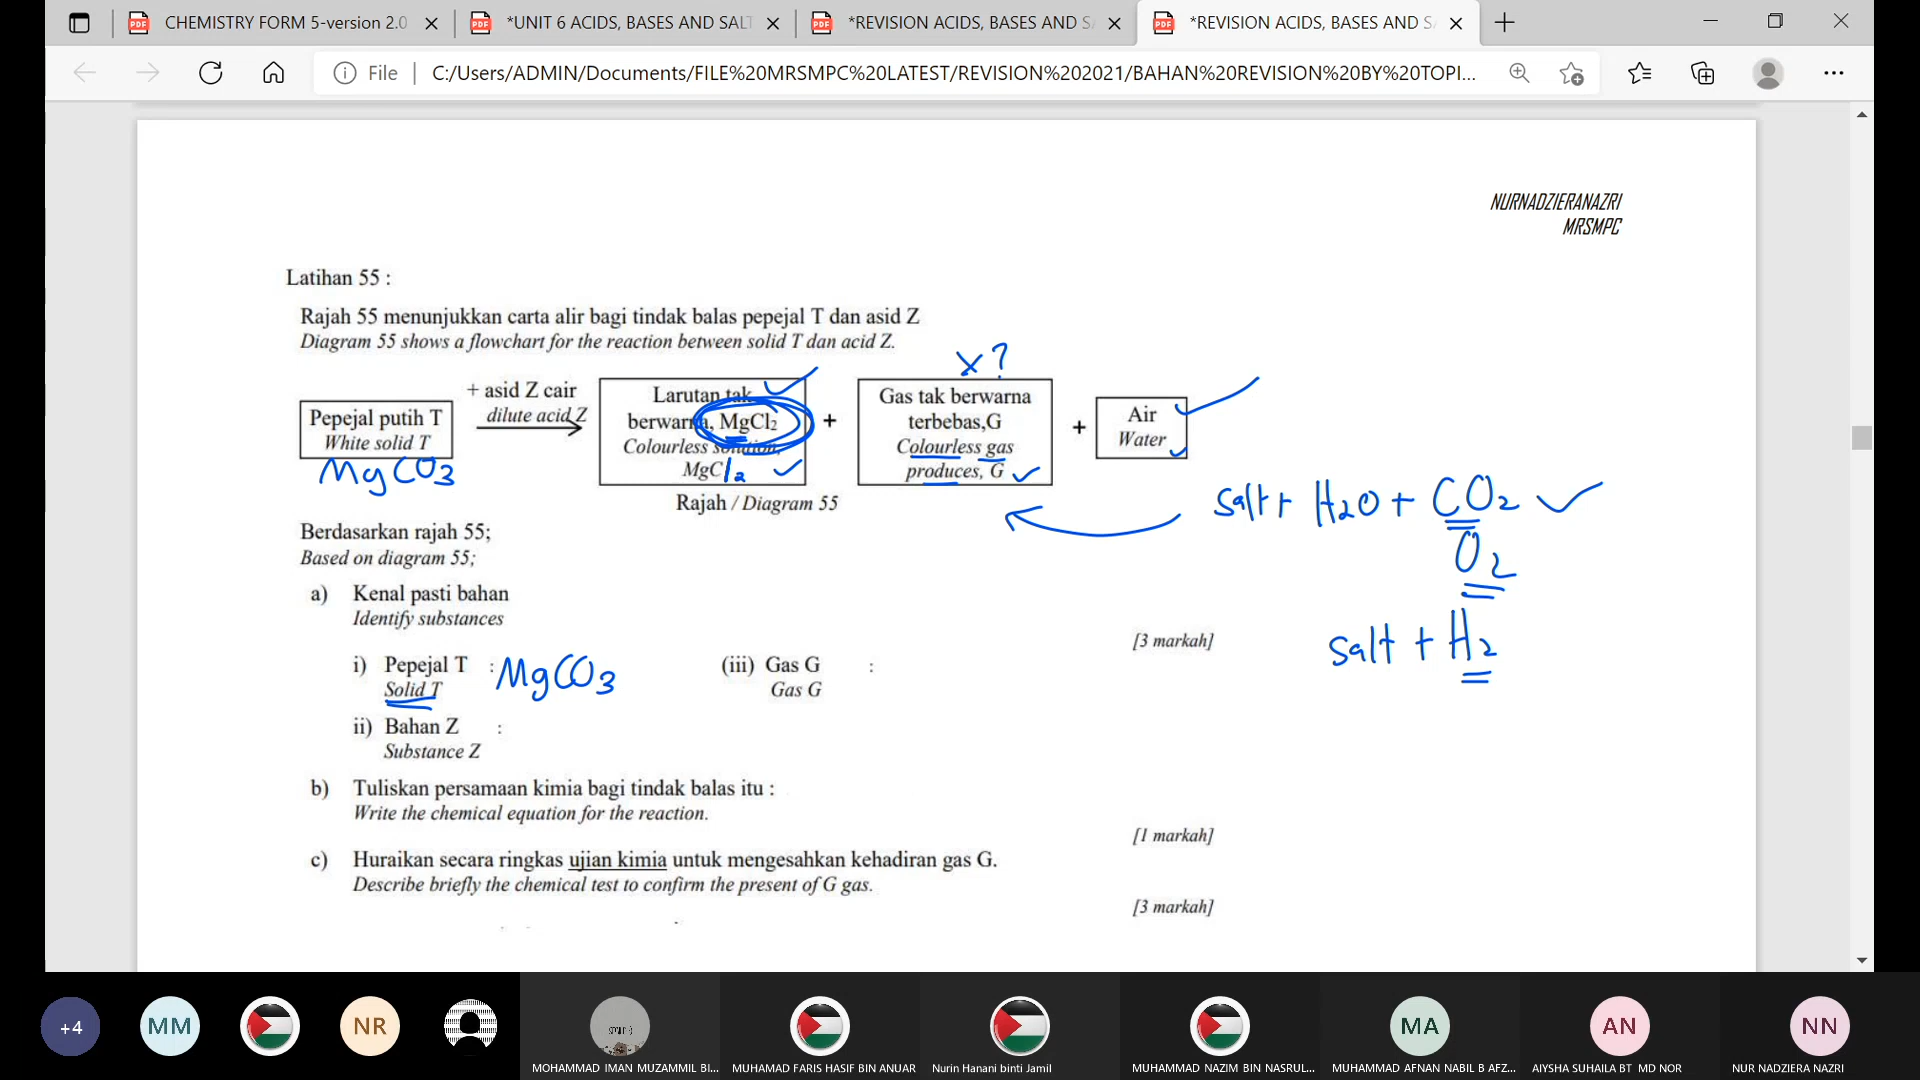 CHEMISTRY FORM 5-version 2.0
*UNIT 6 ACIDS, BASES AND SALT
*REVISION ACIDS, BASES AND SA
*REVISION ACIDS, BASES AND SA
File
C:/Users/ADMIN/Documents/FILE%20MRSMPC%20LATEST/REVISION%202021/BAHAN%20REVISION%20BY%20TOPI...
NURNADZIERANAZRI
MRSMPC
Latihan 55 :
Rajah 55 menunjukkan carta alir bagi tindak balas pepejal T dan asid Z
Diagram 55 shows a flowchart for the reaction between solid T dan acid Z.
x ?
Pepejal putih T
White solid T
MgCO3
+ asid Z cair
dilute acid Z
Larutan tak
berwarna, MgCl2
Colourless solution,
MgCl2
+
Gas tak berwarna
terbebas,G
Colourless gas
produces, G
+
Air
Water
Rajah / Diagram 55
salt + H2O + CO2
O2
salt + H2
Berdasarkan rajah 55;
Based on diagram 55;
a) Kenal pasti bahan
Identify substances
[3 markah]
i) Pepejal T : MgCO3 (iii) Gas G :
Solid T Gas G
ii) Bahan Z :
Substance Z
b) Tuliskan persamaan kimia bagi tindak balas itu :
Write the chemical equation for the reaction.
[1 markah]
c) Huraikan secara ringkas ujian kimia untuk mengesahkan kehadiran gas G.
Describe briefly the chemical test to confirm the present of G gas.
[3 markah]
+4
MM
NR
MA
AN
NN
MOHAMMAD IMAN MUZAMMIL BI...
MUHAMAD FARIS HASIF BIN ANUAR
Nurin Hanani binti Jamil
MUHAMMAD NAZIM BIN NASRUL...
MUHAMMAD AFNAN NABIL B AFZ...
AIYSHA SUHAILA BT MD NOR
NUR NADZIERA NAZRI